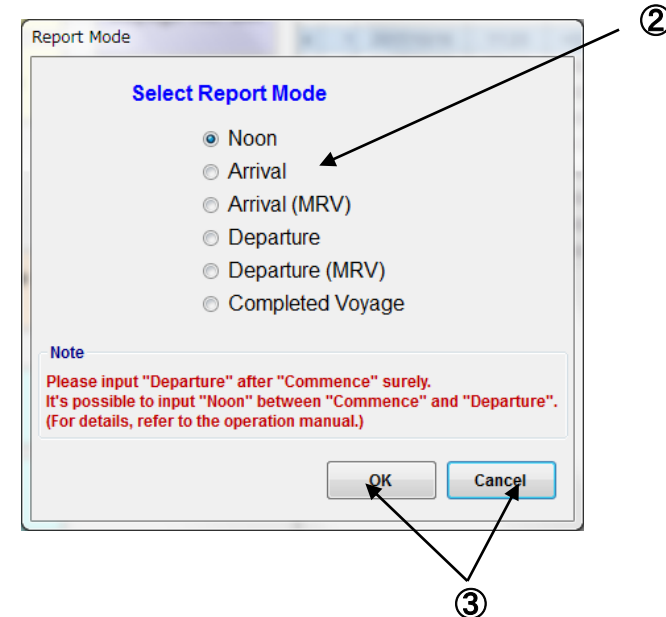 ②
Report Mode
Select Report Mode
Noon
Arrival
Arrival (MRV)
Departure
Departure (MRV)
Completed Voyage
Note
Please input "Departure" after "Commence" surely.
It's possible to input "Noon" between "Commence" and "Departure".
(For details, refer to the operation manual.)
OK Cancel
③